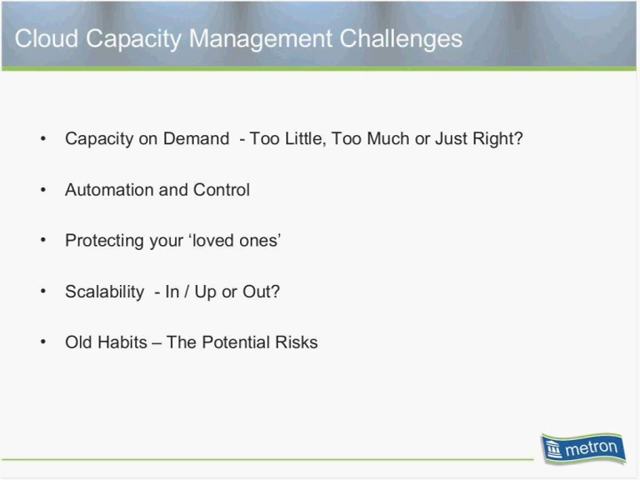 Cloud Capacity Management Challenges
• Capacity on Demand  - Too Little, Too Much or Just Right?
• Automation and Control
• Protecting your ‘loved ones’
• Scalability  - In / Up or Out?
• Old Habits – The Potential Risks
metron